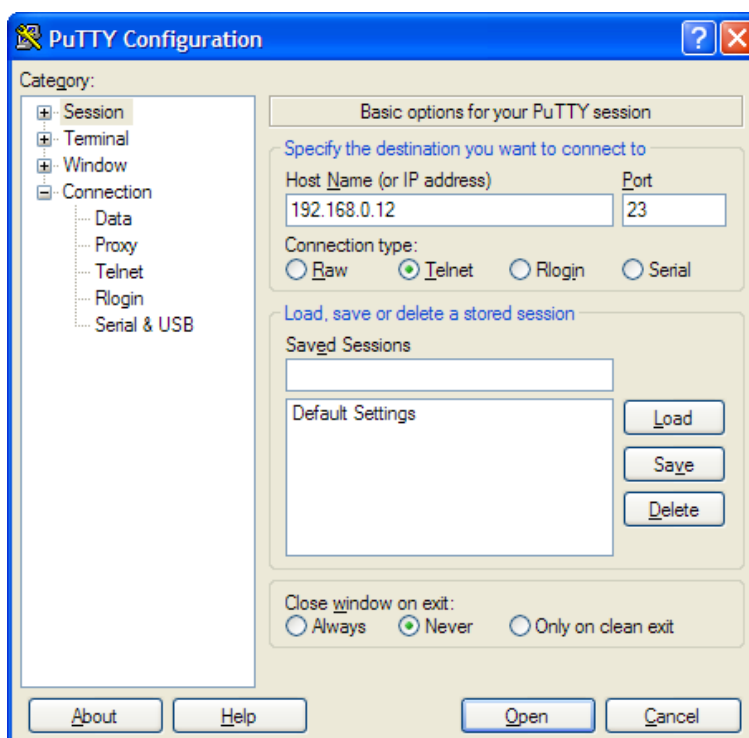 PuTTY Configuration
Category:
Session
Terminal
Window
Connection
Data
Proxy
Telnet
Rlogin
Serial & USB
Basic options for your PuTTY session
Specify the destination you want to connect to
Host Name (or IP address) Port
192.168.0.12 23
Connection type:
Raw Telnet Rlogin Serial
Load, save or delete a stored session
Saved Sessions
Default Settings
Load
Save
Delete
Close window on exit:
Always Never Only on clean exit
About Help Open Cancel